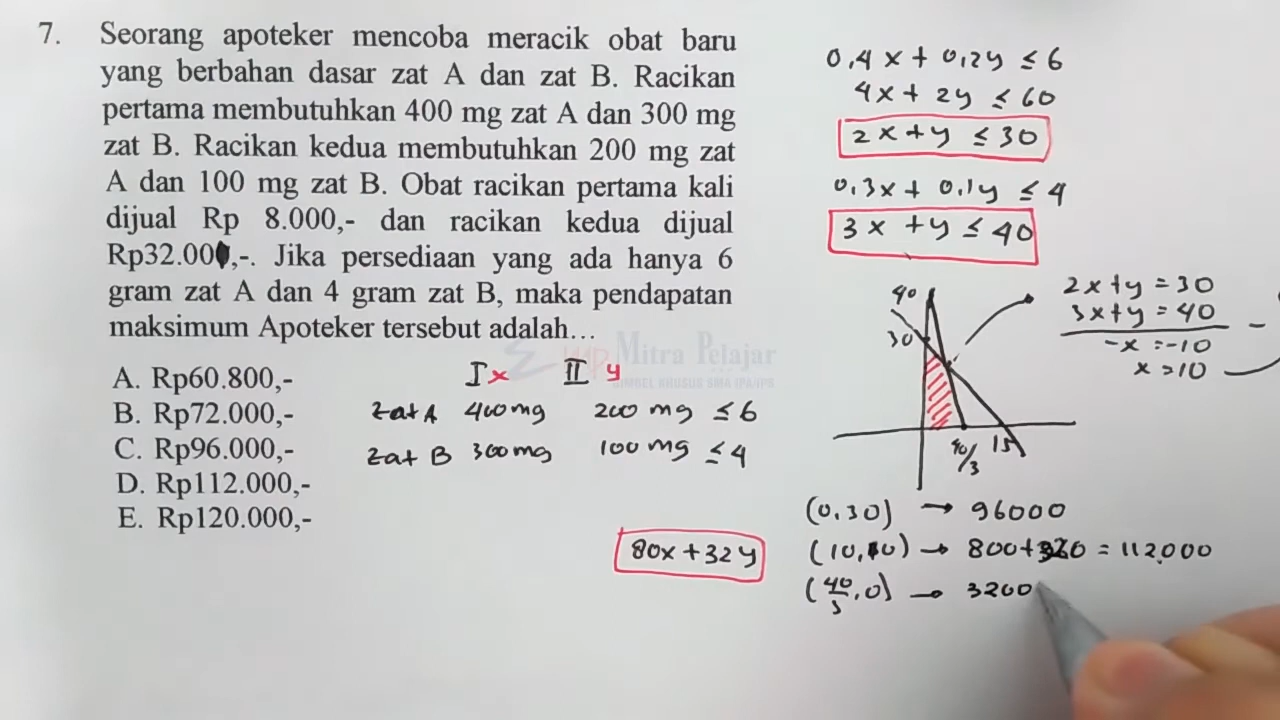 7. Seorang apoteker mencoba meracik obat baru
yang berbahan dasar zat A dan zat B. Racikan
pertama membutuhkan 400 mg zat A dan 300 mg
zat B. Racikan kedua membutuhkan 200 mg zat
A dan 100 mg zat B. Obat racikan pertama kali
dijual Rp 8.000,- dan racikan kedua dijual
Rp32.00,-. Jika persediaan yang ada hanya 6
gram zat A dan 4 gram zat B, maka pendapatan
maksimum Apoteker tersebut adalah...
A. Rp60.800,-
B. Rp72.000,-
C. Rp96.000,-
D. Rp112.000,-
E. Rp120.000,-
Mitra Pelajar
I x II y
zat A 400 mg 200 mg ≤ 6
zat B 300 mg 100 mg ≤ 4
80x + 32y
0,4x + 0,2y ≤ 6
4x + 2y ≤ 60
2x + y ≤ 30
0,3x + 0,1y ≤ 4
3x + y ≤ 40
40
30
40/3 15
2x + y = 30
3x + y = 40 -
-x = -10
x = 10
(0,30) → 96000
(10,10) → 800+320 = 112.000
(40/3,0) → 3200